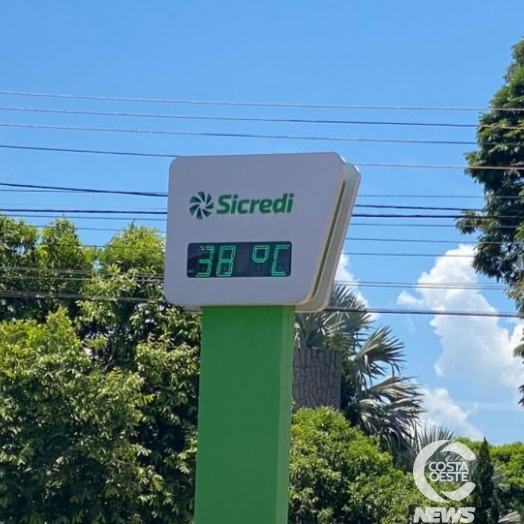 Sicredi
38 ºC
COSTA
OESTE
NEWS